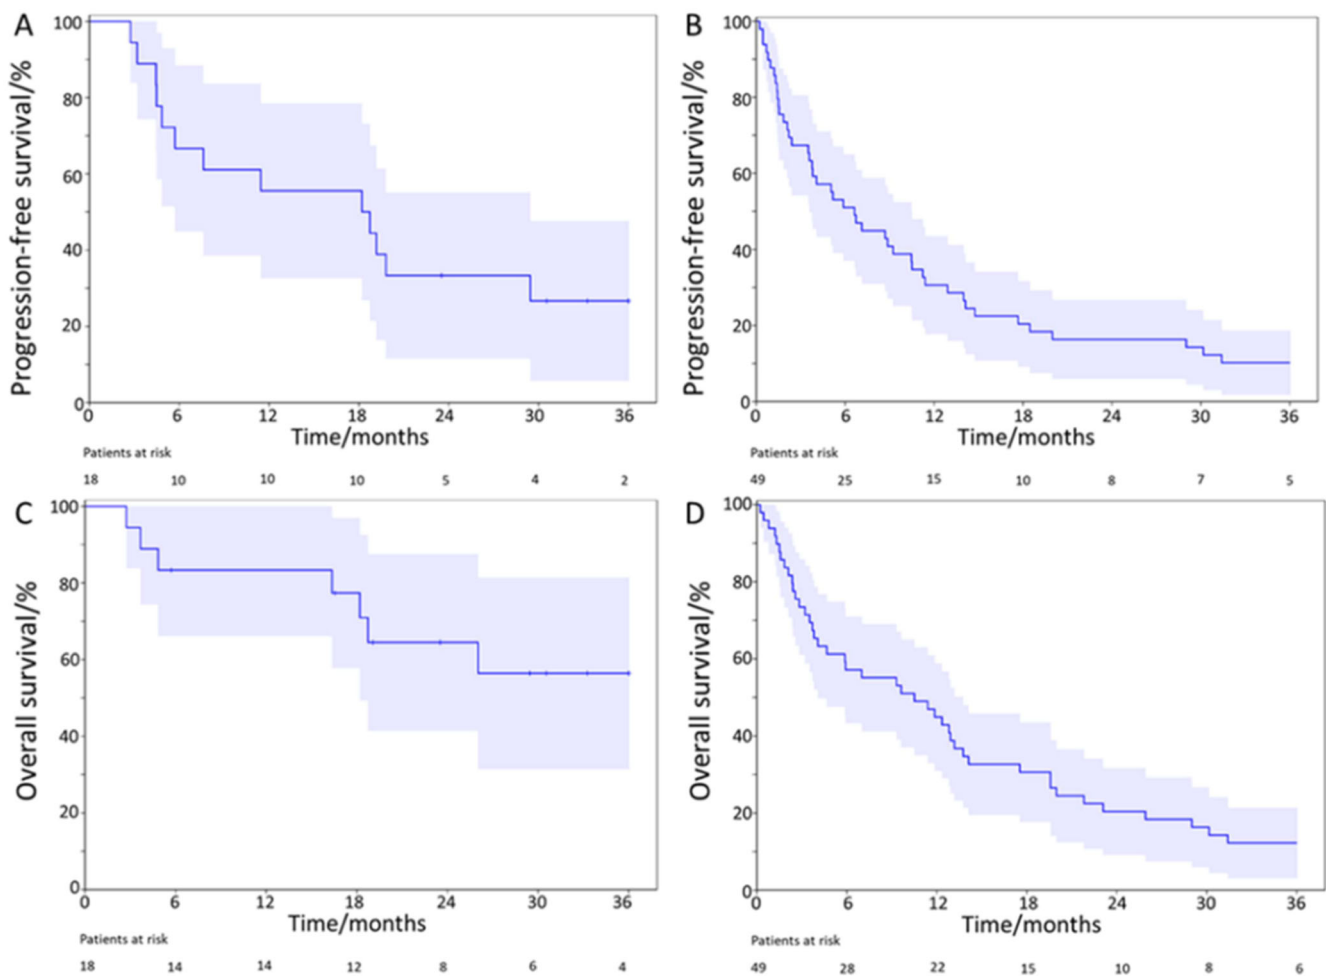 A
Progression-free survival/%
100
80
60
40
20
0
0 6 12 18 24 30 36
Time/months
Patients at risk
18 10 10 10 5 4 2
B
Progression-free survival/%
100
80
60
40
20
0
0 6 12 18 24 30 36
Time/months
Patients at risk
49 25 15 10 8 7 5
C
Overall survival/%
100
80
60
40
20
0
0 6 12 18 24 30 36
Time/months
Patients at risk
18 14 14 12 8 6 4
D
Overall survival/%
100
80
60
40
20
0
0 6 12 18 24 30 36
Time/months
Patients at risk
49 28 22 15 10 8 6